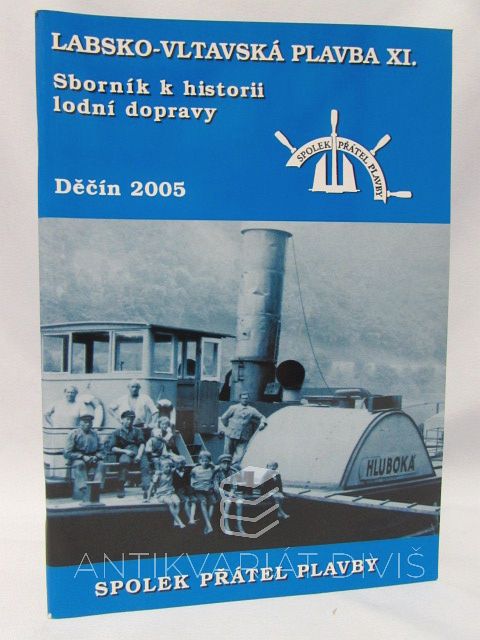 LABSKO-VLTAVSKÁ PLAVBA XI.
Sborník k historii
lodní dopravy
SPOLEK PŘÁTEL PLAVBY
Děčín 2005
HLUBOKÁ
ANTIKVARIÁT DIVIŠ
SPOLEK PŘÁTEL PLAVBY